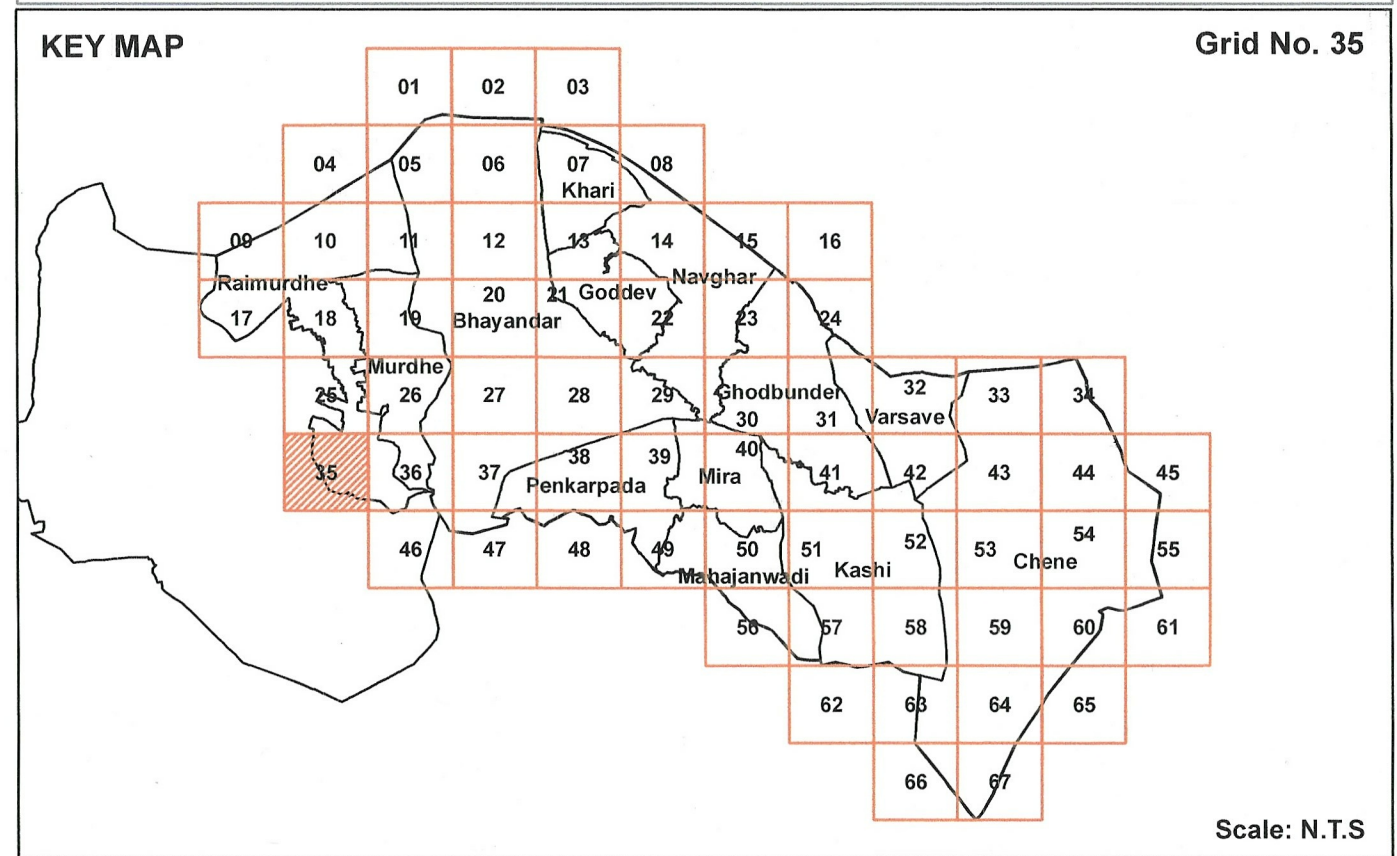 KEY MAP
Grid No. 35
01 02 03
04 05 06 07 08
Khari
09 10 11 12 13 14 15 16
Raimurdhe Navghar
17 18 19 20 21 Goddev 22 23 24
Bhayandar
Murdhe
25 26 27 28 29 30 31 32 33 34
Ghodbunder
Varsave
35 36 37 38 39 40 41 42 43 44 45
Mira
Penkarpada
46 47 48 49 50 51 52 53 54 55
Chene
Kashi
Mahajanwadi
56 57 58 59 60 61
62 63 64 65
66 67
Scale: N.T.S